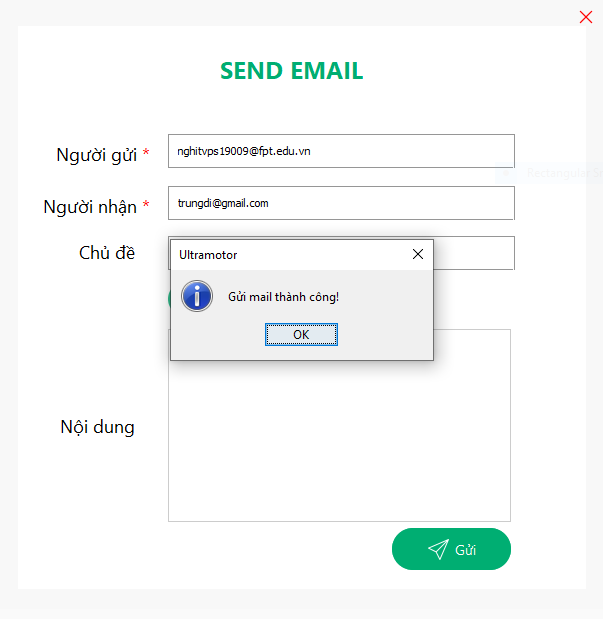 SEND EMAIL
Người gửi *
nghitvps19009@fpt.edu.vn
Người nhận *
trungdi@gmail.com
Chủ đề
Ultramotor
Gửi mail thành công!
OK
Nội dung
Gửi